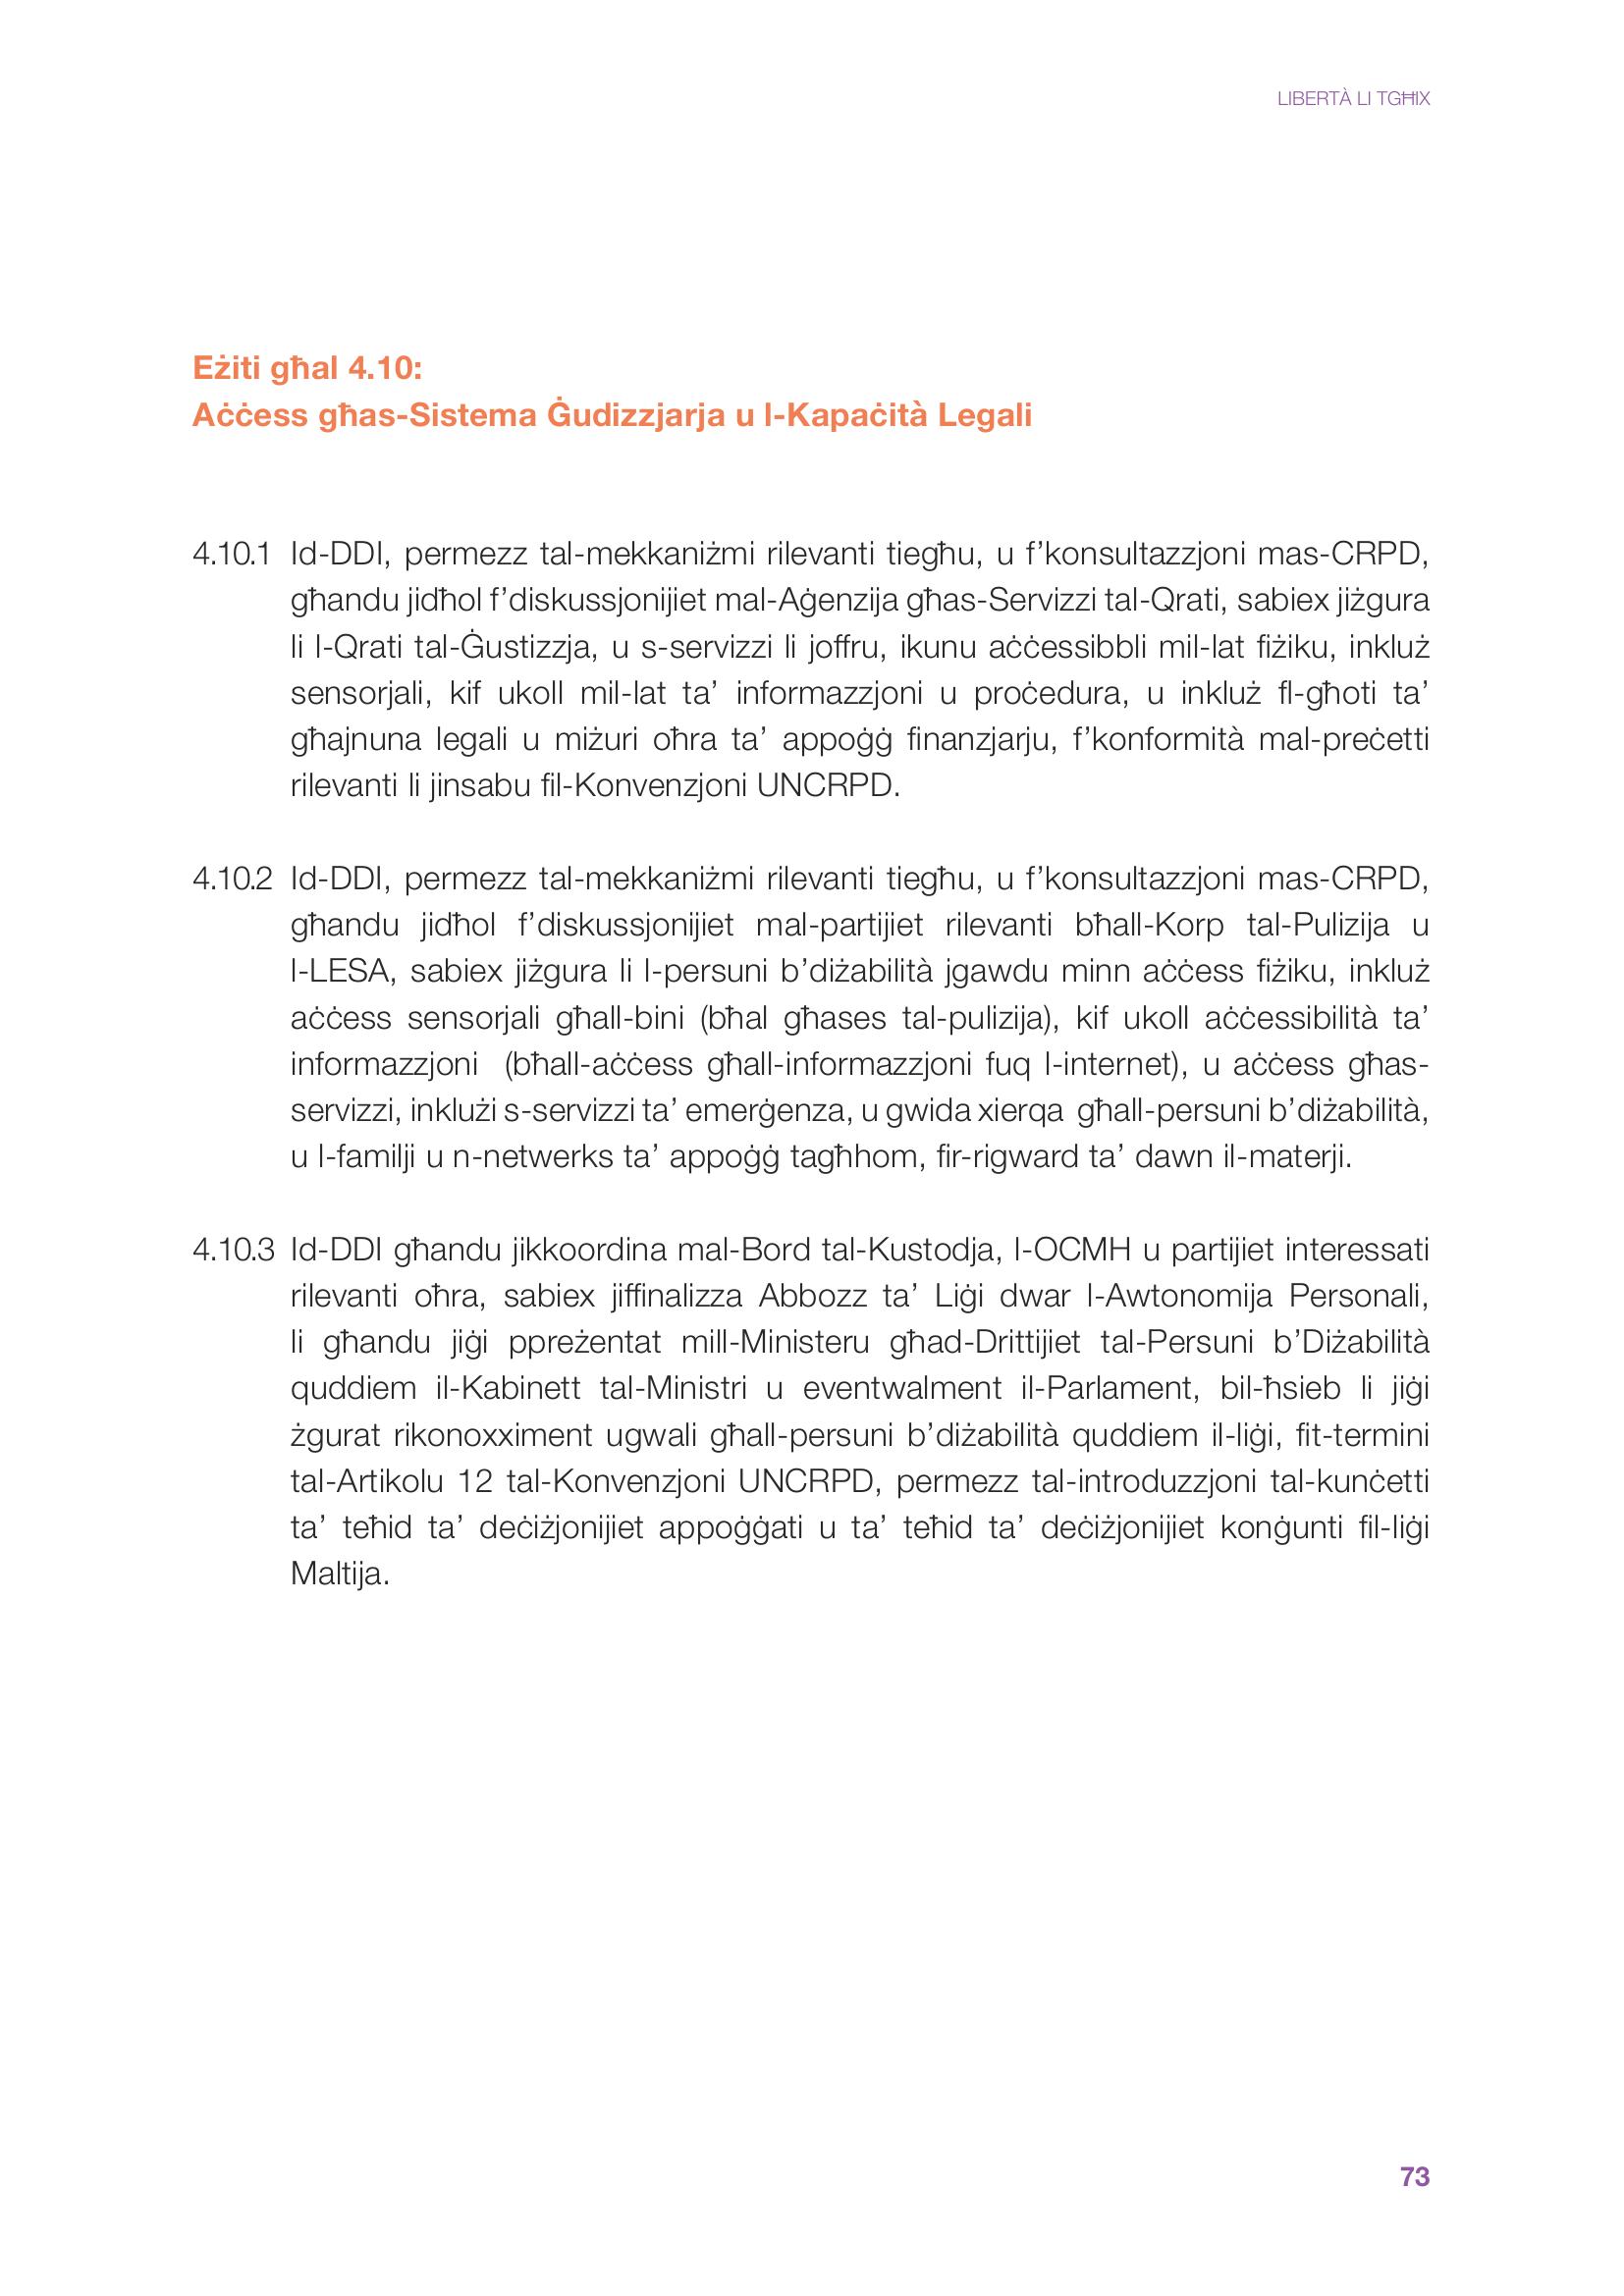 LIBERTÀ LI TGĦIX
Eżiti għal 4.10:
Aċċess għas-Sistema Ġudizzjarja u l-Kapaċità Legali
4.10.1 Id-DDI, permezz tal-mekkaniżmi rilevanti tiegħu, u f’konsultazzjoni mas-CRPD,
għandu jidħol f’diskussjonijiet mal-Aġenzija għas-Servizzi tal-Qrati, sabiex jiżgura
li l-Qrati tal-Ġustizzja, u s-servizzi li joffru, ikunu aċċessibbli mil-lat fiżiku, inkluż
sensorjali, kif ukoll mil-lat ta’ informazzjoni u proċedura, u inkluż fl-għoti ta’
għajnuna legali u miżuri oħra ta’ appoġġ finanzjarju, f’konformità mal-preċetti
rilevanti li jinsabu fil-Konvenzjoni UNCRPD.
4.10.2 Id-DDI, permezz tal-mekkaniżmi rilevanti tiegħu, u f’konsultazzjoni mas-CRPD,
għandu jidħol f’diskussjonijiet mal-partijiet rilevanti bħall-Korp tal-Pulizija u
l-LESA, sabiex jiżgura li l-persuni b’diżabilità jgawdu minn aċċess fiżiku, inkluż
aċċess sensorjali għall-bini (bħal għases tal-pulizija), kif ukoll aċċessibilità ta’
informazzjoni (bħall-aċċess għall-informazzjoni fuq l-internet), u aċċess għas-
servizzi, inklużi s-servizzi ta’ emerġenza, u gwida xierqa għall-persuni b’diżabilità,
u l-familji u n-netwerks ta’ appoġġ tagħhom, fir-rigward ta’ dawn il-materji.
4.10.3 Id-DDI għandu jikkoordina mal-Bord tal-Kustodja, l-OCMH u partijiet interessati
rilevanti oħra, sabiex jiffinalizza Abbozz ta’ Liġi dwar l-Awtonomija Personali,
li għandu jiġi ppreżentat mill-Ministeru għad-Drittijiet tal-Persuni b’Diżabilità
quddiem il-Kabinett tal-Ministri u eventwalment il-Parlament, bil-ħsieb li jiġi
żgurat rikonoxximent ugwali għall-persuni b’diżabilità quddiem il-liġi, fit-termini
tal-Artikolu 12 tal-Konvenzjoni UNCRPD, permezz tal-introduzzjoni tal-kunċetti
ta’ teħid ta’ deċiżjonijiet appoġġati u ta’ teħid ta’ deċiżjonijiet konġunti fil-liġi
Maltija.
73